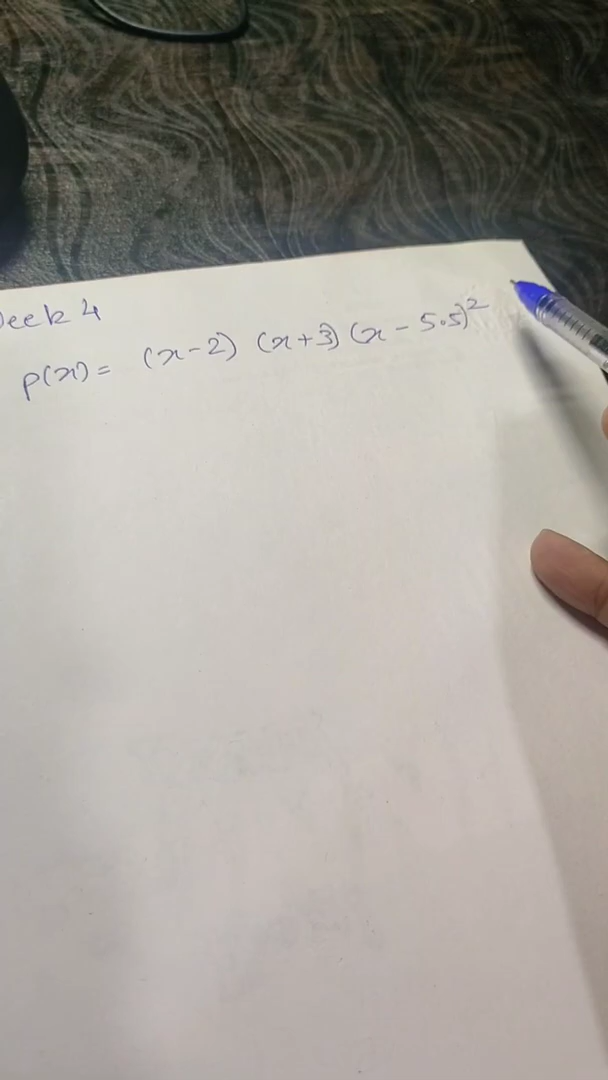 eek 4
p(x) = (x-2) (x+3) (x-5.5)²